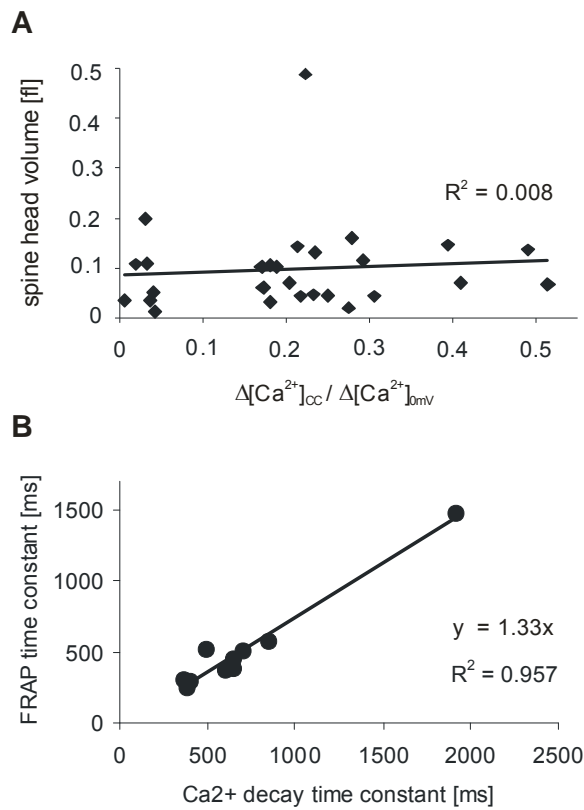 A
spine head volume [fl]
0.5
0.4
0.3
0.2
0.1
0
R² = 0.008
0 0.1 0.2 0.3 0.4 0.5
Δ[Ca²⁺]CC / Δ[Ca²⁺]0mV
B
FRAP time constant [ms]
1500
1000
500
0
y = 1.33x
R² = 0.957
0 500 1000 1500 2000 2500
Ca2+ decay time constant [ms]